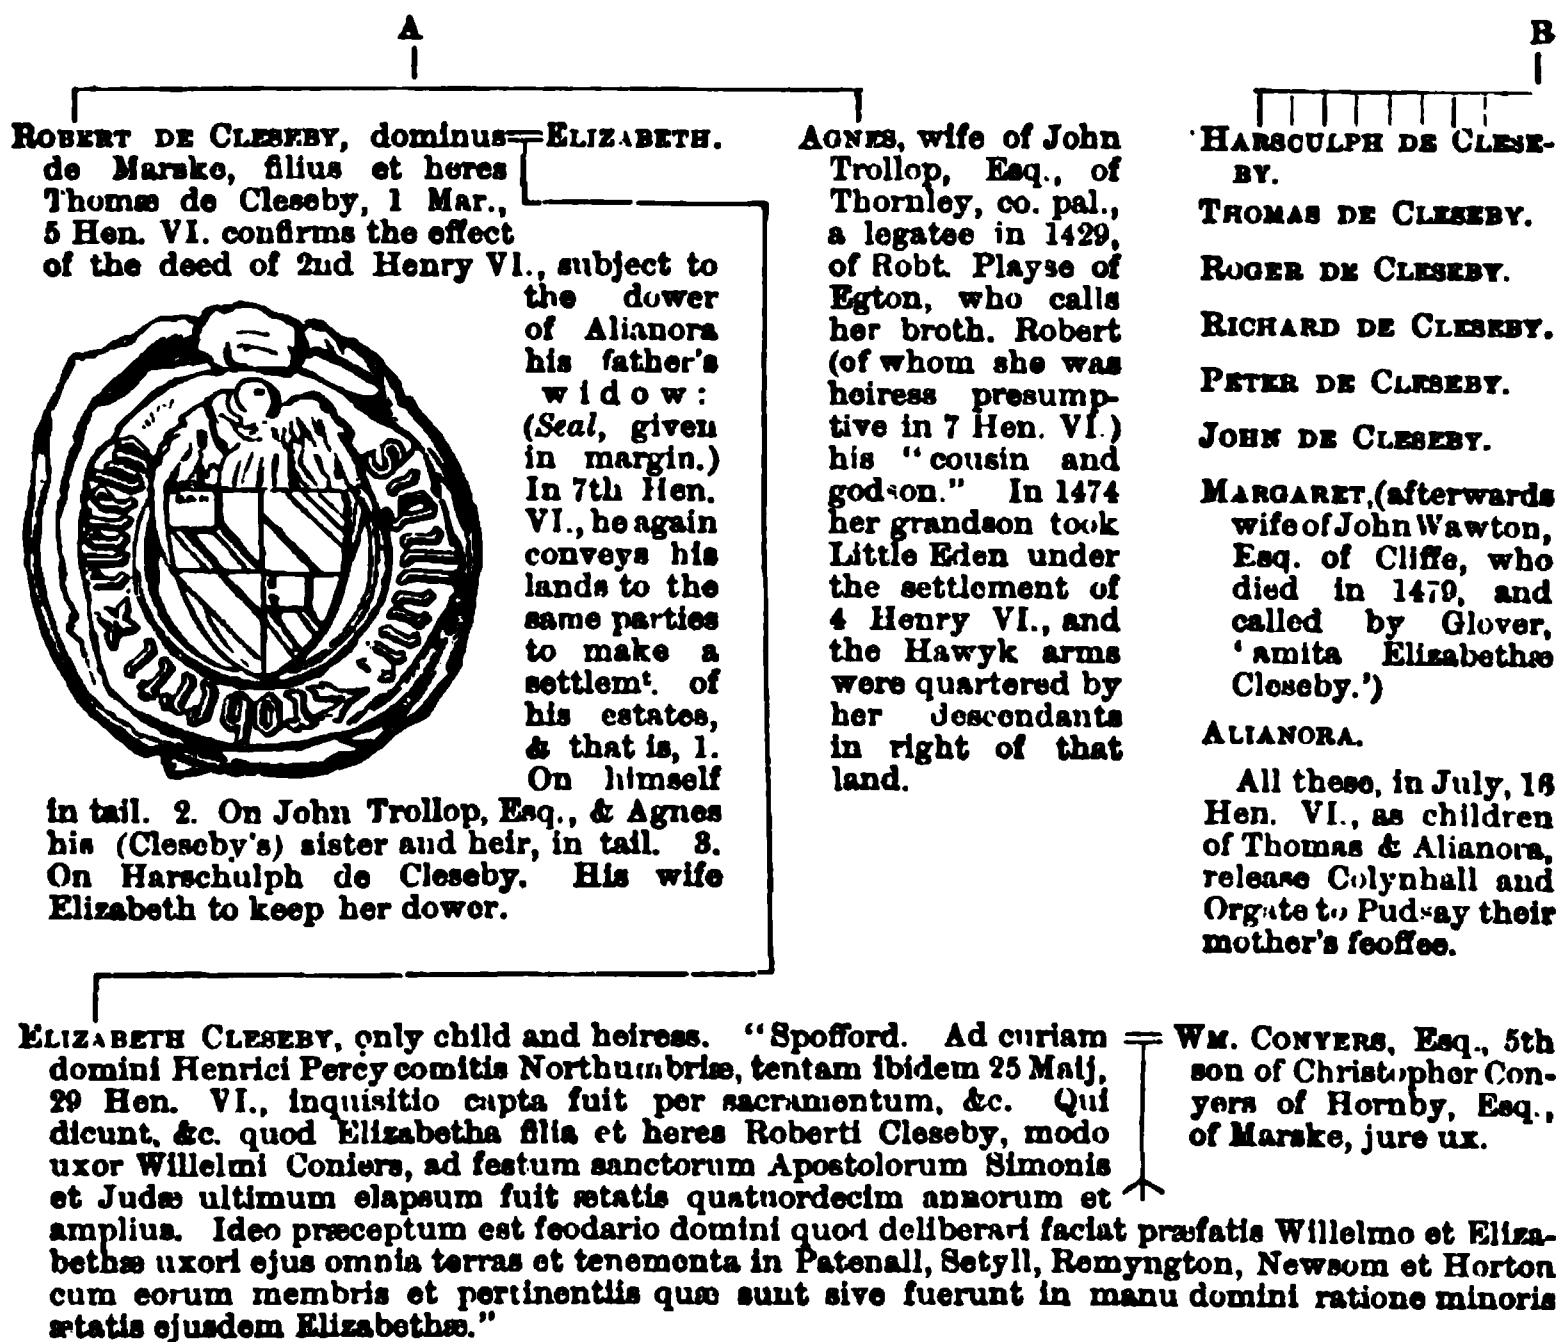 A
B
ROBERT DE CLESEBY, dominus
de Marske, filius et heres
Thomæ de Cleseby, 1 Mar.,
5 Hen. VI. confirms the effect
of the deed of 2nd Henry VI., subject to
the dower
of Alianora
his father's
widow:
(Seal, given
in margin.)
In 7th Hen.
VI., he again
conveys his
lands to the
same parties
to make a
settlemt. of
his estates,
& that is, 1.
On himself
in tail. 2. On John Trollop, Esq., & Agnes
his (Cleseby's) sister and heir, in tail. 3.
On Harschulph de Cleseby. His wife
Elizabeth to keep her dower.
ELIZABETH.
AGNES, wife of John
Trollop, Esq., of
Thornley, co. pal.,
a legatee in 1429,
of Robt. Playse of
Egton, who calls
her broth. Robert
(of whom she was
heiress presump-
tive in 7 Hen. VI.)
his "cousin and
godson." In 1474
her grandson took
Little Eden under
the settlement of
4 Henry VI., and
the Hawyk arms
were quartered by
her descendants
in right of that
land.
HARSCULPH DE CLESE-
BY.
THOMAS DE CLESEBY.
ROGER DE CLESEBY.
RICHARD DE CLESEBY.
PETER DE CLESEBY.
JOHN DE CLESEBY.
MARGARET,(afterwards
wife of John Wawton,
Esq. of Cliffe, who
died in 1479, and
called by Glover,
'amita Elizabethæ
Cleseby.')
ALIANORA.
All these, in July, 16
Hen. VI., as children
of Thomas & Alianora,
release Colynhall and
Orgate to Pudsay their
mother's feoffee.
ELIZABETH CLESEBY, only child and heiress. "Spofford. Ad curiam
domini Henrici Percy comitis Northumbriæ, tentam ibidem 25 Maij,
29 Hen. VI., inquisitio capta fuit per sacramentum, &c. Qui
dicunt, &c. quod Elizabetha filia et heres Roberti Cleseby, modo
uxor Willelmi Coniers, ad festum sanctorum Apostolorum Simonis
et Judæ ultimum elapsum fuit ætatis quatuordecim annorum et
amplius. Ideo præceptum est feodario domini quod deliberari faciat præfatis Willelmo et Eliza-
bethæ uxori ejus omnia terras et tenementa in Patenall, Setyll, Remyngton, Newsom et Horton
cum eorum membris et pertinentiis quæ sunt sive fuerunt in manu domini ratione minoris
ætatis ejusdem Elizabethæ."
WM. CONYERS, Esq., 5th
son of Christopher Con-
yers of Hornby, Esq.,
of Marske, jure ux.